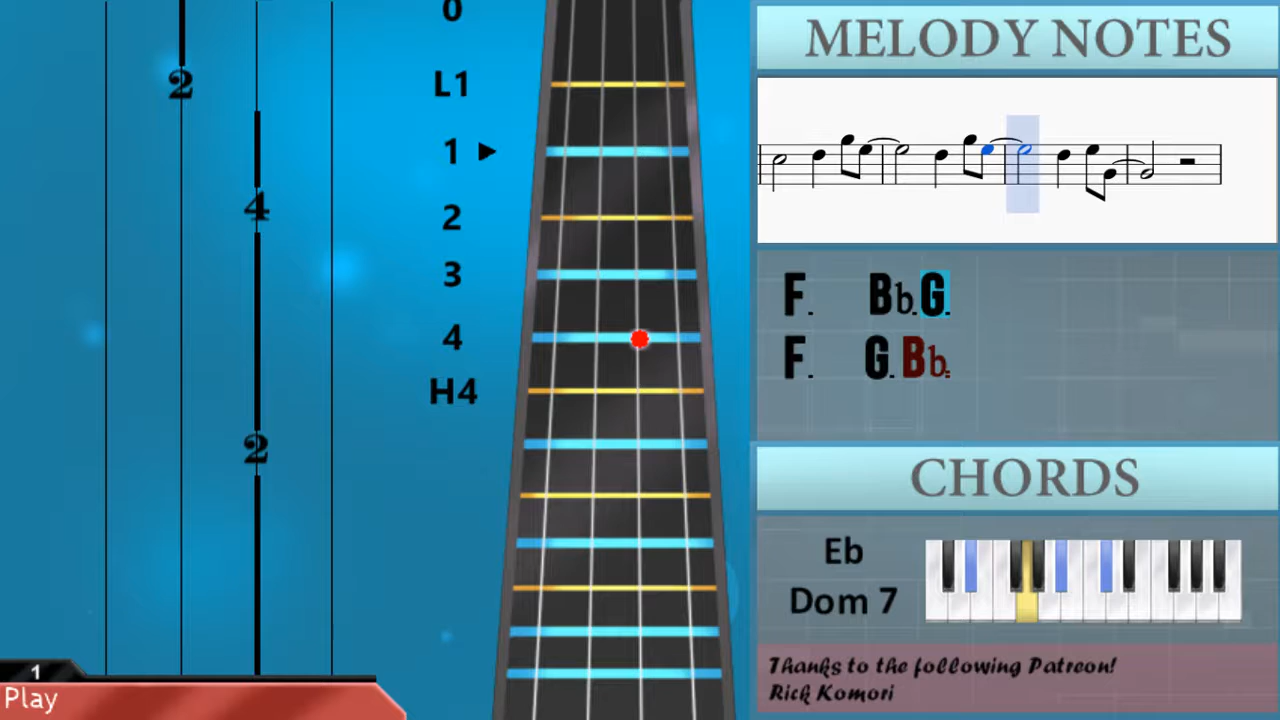 2
4
2
1
Play
0
L1
1
2
3
4
H4
MELODY NOTES
F. Bb.G.
F. G.Bb.
CHORDS
Eb
Dom 7
Thanks to the following Patreon!
Rick Komori